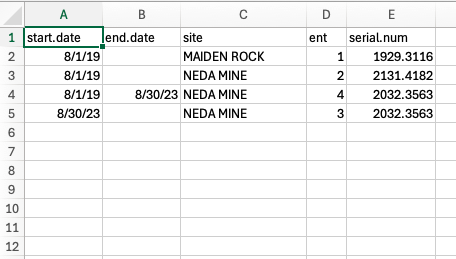 A B C D E
1 start.date end.date site ent serial.num
2 8/1/19 MAIDEN ROCK 1 1929.3116
3 8/1/19 NEDA MINE 2 2131.4182
4 8/1/19 8/30/23 NEDA MINE 4 2032.3563
5 8/30/23 NEDA MINE 3 2032.3563
6
7
8
9
10
11
12